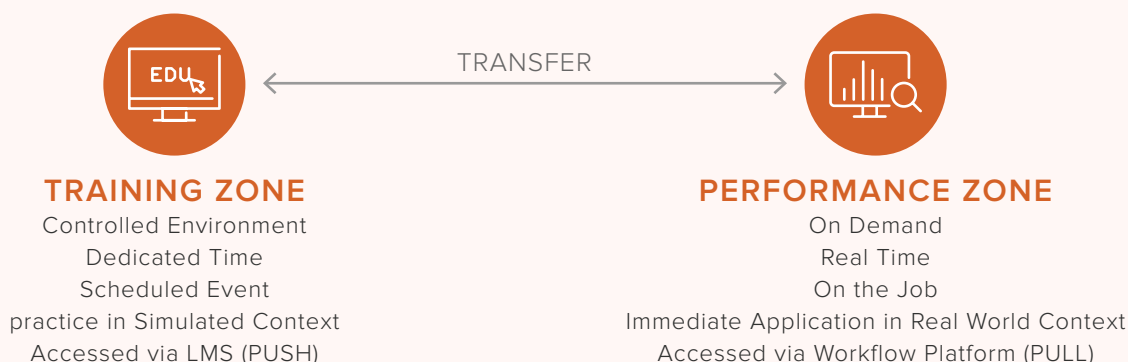 EDU
TRANSFER
TRAINING ZONE
Controlled Environment
Dedicated Time
Scheduled Event
practice in Simulated Context
Accessed via LMS (PUSH)
PERFORMANCE ZONE
On Demand
Real Time
On the Job
Immediate Application in Real World Context
Accessed via Workflow Platform (PULL)